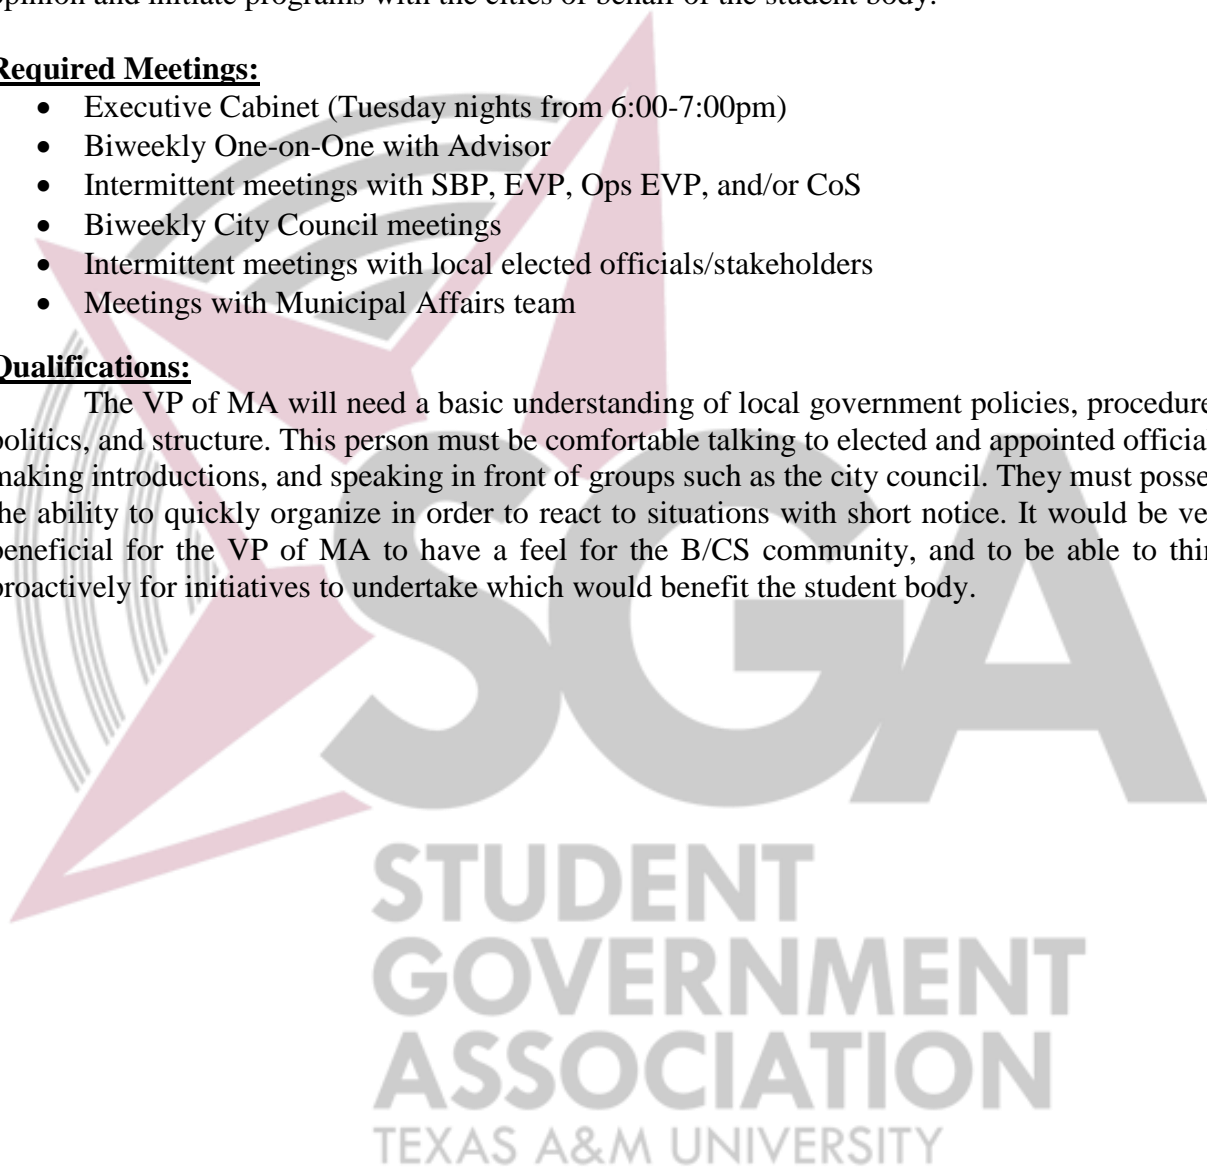 opinion and initiate programs with the cities of behalf of the student body.
Required Meetings:
• Executive Cabinet (Tuesday nights from 6:00-7:00pm)
• Biweekly One-on-One with Advisor
• Intermittent meetings with SBP, EVP, Ops EVP, and/or CoS
• Biweekly City Council meetings
• Intermittent meetings with local elected officials/stakeholders
• Meetings with Municipal Affairs team
Qualifications:
The VP of MA will need a basic understanding of local government policies, procedure
politics, and structure. This person must be comfortable talking to elected and appointed official
making introductions, and speaking in front of groups such as the city council. They must posse
the ability to quickly organize in order to react to situations with short notice. It would be ve
beneficial for the VP of MA to have a feel for the B/CS community, and to be able to thin
proactively for initiatives to undertake which would benefit the student body.
SGA
STUDENT
GOVERNMENT
ASSOCIATION
TEXAS A&M UNIVERSITY